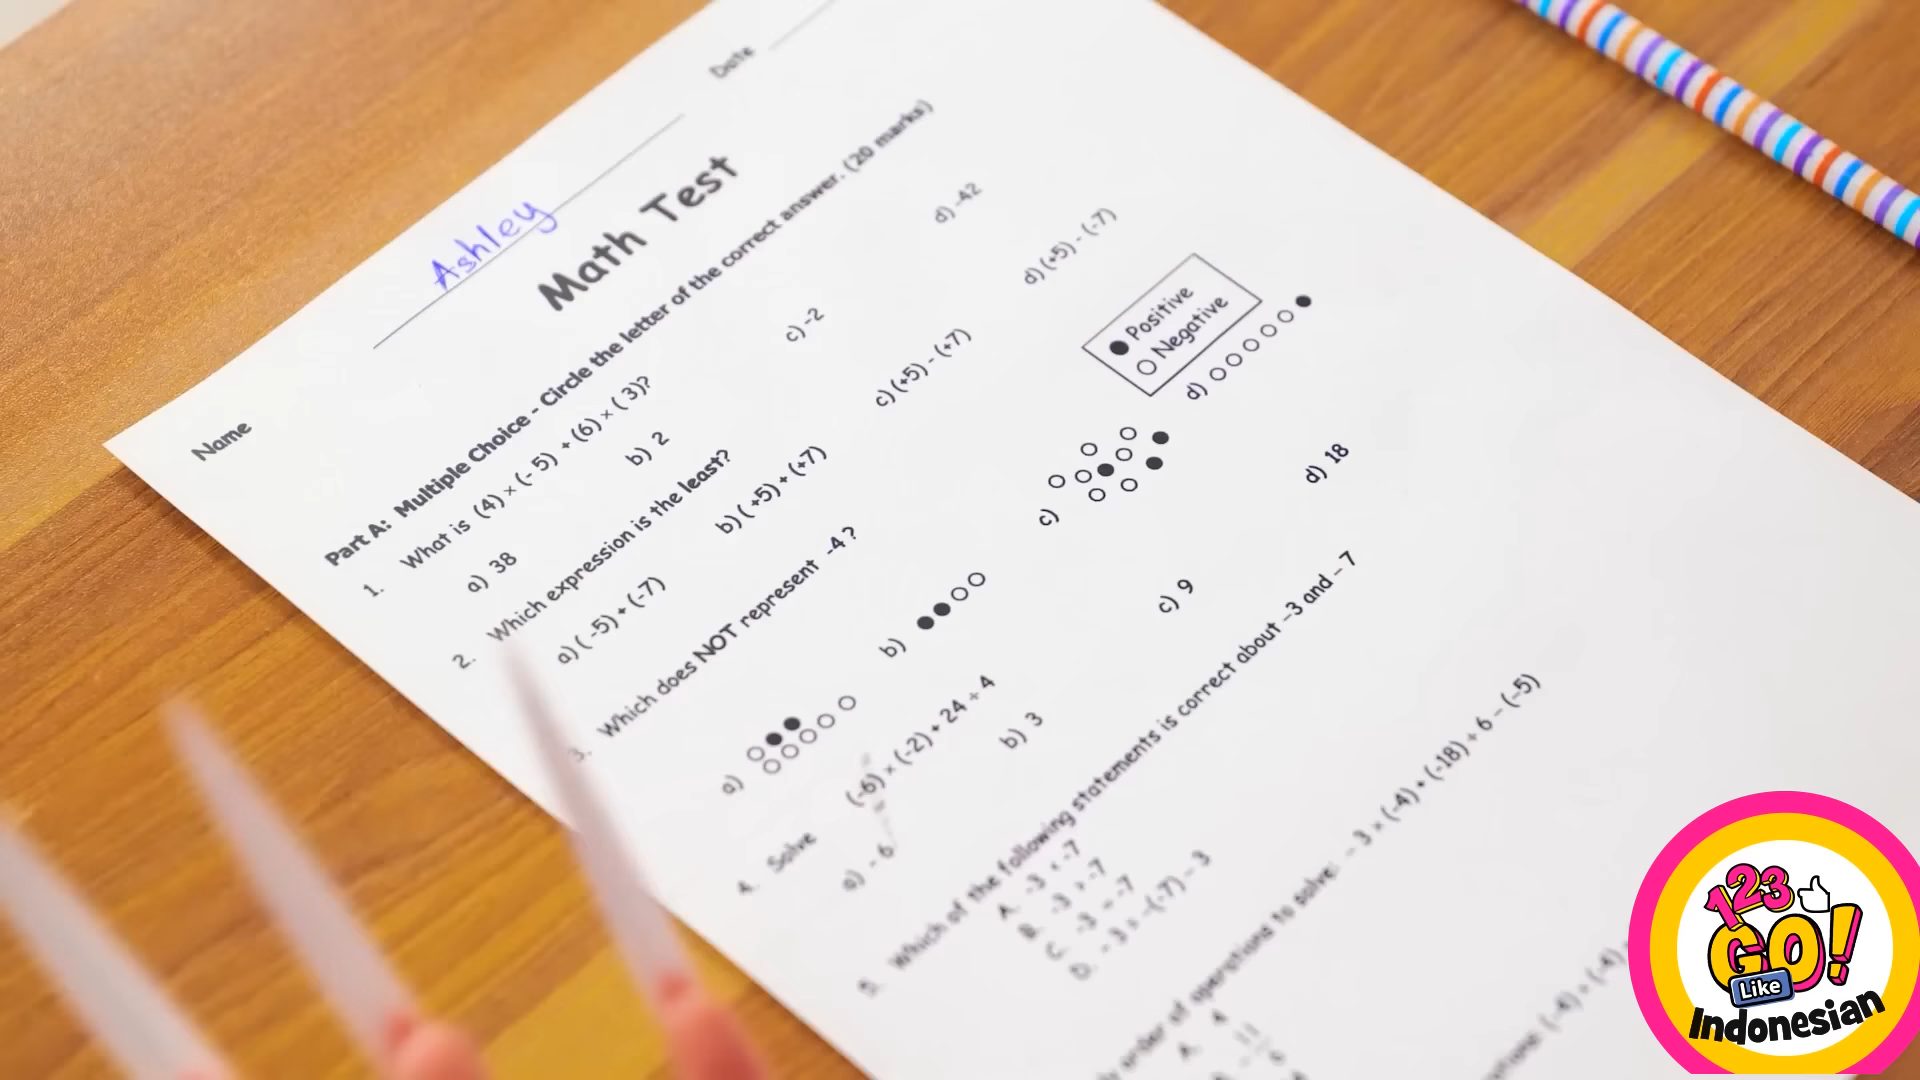 Name
Ashley
Date
Math Test
Part A: Multiple Choice - Circle the letter of the correct answer. (20 marks)
1. What is (4) × (- 5) + (6) × ( 3)?
a) 38 b) 2 c) -2 d) -42
2. Which expression is the least?
a) ( -5) + (-7) b) ( +5) + (+7) c) (+5) - (+7) d) (+5) - (-7)
3. Which does NOT represent -4 ?
Positive
Negative
a) b) c) d)
4. Solve (-6) × (-2) + 24 ÷ 4
a) - 6 b) 3 c) 9 d) 18
5. Which of the following statements is correct about -3 and - 7
A. -3 < -7
B. -3 > -7
C. -3 = -7
D. - 3 > -(-7) - 3
order of operations to solve: - 3 × (-4) + (-18) ÷ 6 - (-5)
A. 4
123
GO!
Like
Indonesian